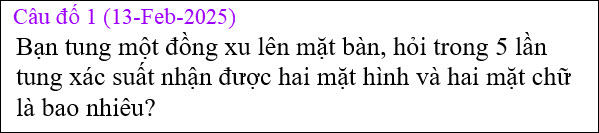 Câu đố 1 (13-Feb-2025)
Bạn tung một đồng xu lên mặt bàn, hỏi trong 5 lần
tung xác suất nhận được hai mặt hình và hai mặt chữ
là bao nhiêu?